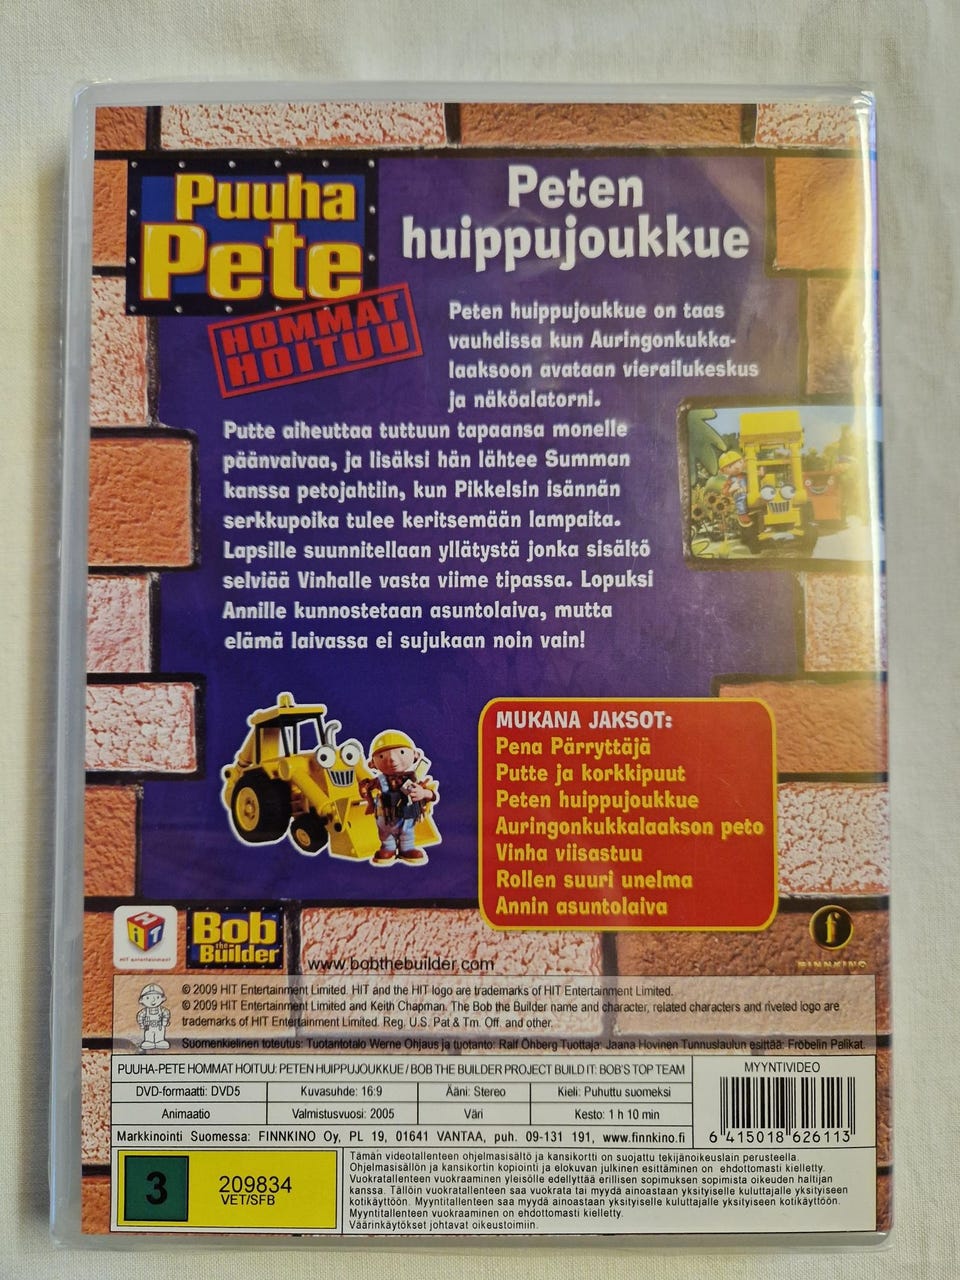 Puuha
Pete
HOMMAT
HOITUU
Peten
huippujoukkue
Peten huippujoukkue on taas
vauhdissa kun Auringonkukka-
laaksoon avataan vierailukeskus
ja näköalatorni.
Putte aiheuttaa tuttuun tapaansa monelle
päänvaivaa, ja lisäksi hän lähtee Summan
kanssa petojahtiin, kun Pikkelsin isännän
serkkupoika tulee keritsemään lampaita.
Lapsille suunnitellaan yllätystä jonka sisältö
selviää Vinhalle vasta viime tipassa. Lopuksi
Annille kunnostetaan asuntolaiva, mutta
elämä laivassa ei sujukaan noin vain!
MUKANA JAKSOT:
Pena Pärryttäjä
Putte ja korkkipuut
Peten huippujoukkue
Auringonkukkalaakson peto
Vinha viisastuu
Rollen suuri unelma
Annin asuntolaiva
HiT
HIT entertainment
Bob
the
Builder
www.bobthebuilder.com
f
FINNKINO
© 2009 HIT Entertainment Limited. HIT and the HIT logo are trademarks of HIT Entertainment Limited.
© 2009 HIT Entertainment Limited and Keith Chapman. The Bob the Builder name and character, related characters and riveted logo are
trademarks of HIT Entertainment Limited. Reg. U.S. Pat & Tm. Off. and other.
Suomenkielinen toteutus: Tuotantotalo Werne Ohjaus ja tuotanto: Ralf Öhberg Tuottaja: Jaana Hovinen Tunnuslaulun esittää: Fröbelin Palikat.
PUUHA-PETE HOMMAT HOITUU: PETEN HUIPPUJOUKKUE / BOB THE BUILDER PROJECT BUILD IT: BOB'S TOP TEAM
DVD-formaatti: DVD5 Kuvasuhde: 16:9 Ääni: Stereo Kieli: Puhuttu suomeksi
Animaatio Valmistusvuosi: 2005 Väri Kesto: 1 h 10 min
Markkinointi Suomessa: FINNKINO Oy, PL 19, 01641 VANTAA, puh. 09-131 191, www.finnkino.fi
MYYNTIVIDEO
6 415018 626113
3
209834
VET/SFB
Tämän videotallenteen ohjelmasisältö ja kansikortti on suojattu tekijänoikeuslain perusteella.
Ohjelmasisällön ja kansikortin kopiointi ja elokuvan julkinen esittäminen on ehdottomasti kielletty.
Vuokratallenteen vuokraaminen yleisölle edellyttää erillisen sopimuksen sopimista oikeuden haltijan
kanssa. Tällöin vuokratallenteen saa vuokrata tai myydä ainoastaan yksityiselle kuluttajalle yksityiseen
kotikäyttöön. Myyntitallenteen saa myydä ainoastaan yksityiselle kuluttajalle yksityiseen kotikäyttöön.
Myyntitallenteen vuokraaminen on ehdottomasti kielletty.
Väärinkäytökset johtavat oikeustoimiin.